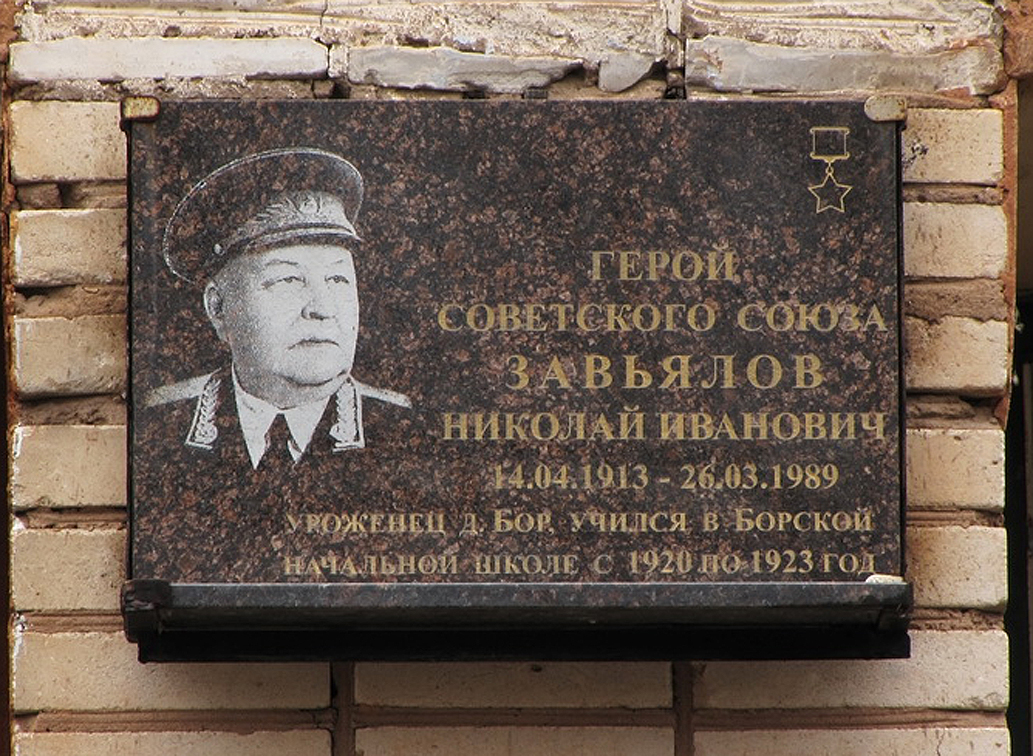 ГЕРОЙ
СОВЕТСКОГО СОЮЗА
ЗАВЬЯЛОВ
НИКОЛАЙ ИВАНОВИЧ
14.04.1913 - 26.03.1989
УРОЖЕНЕЦ Д. БОР, УЧИЛСЯ В БОРСКОЙ
НАЧАЛЬНОЙ ШКОЛЕ С 1920 ПО 1923 ГОД